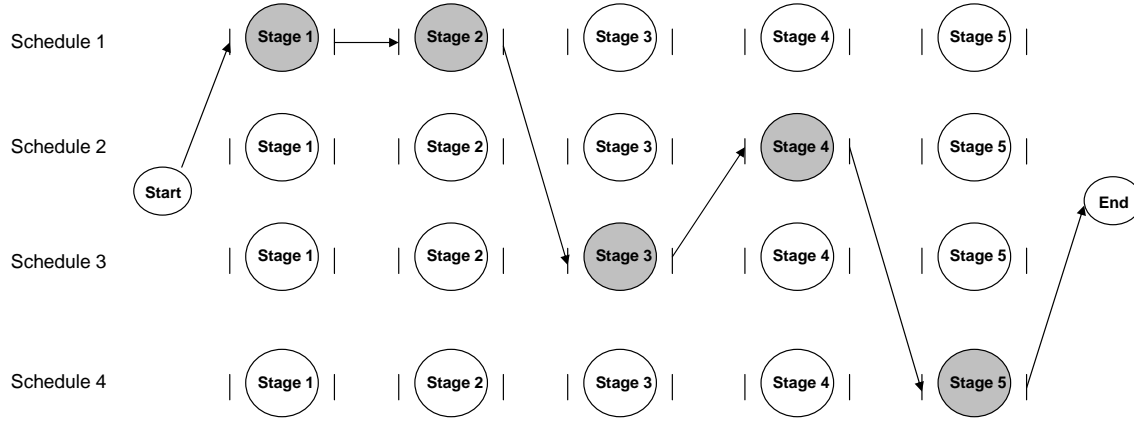 Schedule 1 Stage 1 Stage 2 Stage 3 Stage 4 Stage 5
Schedule 2 Stage 1 Stage 2 Stage 3 Stage 4 Stage 5
Start
End
Schedule 3 Stage 1 Stage 2 Stage 3 Stage 4 Stage 5
Schedule 4 Stage 1 Stage 2 Stage 3 Stage 4 Stage 5